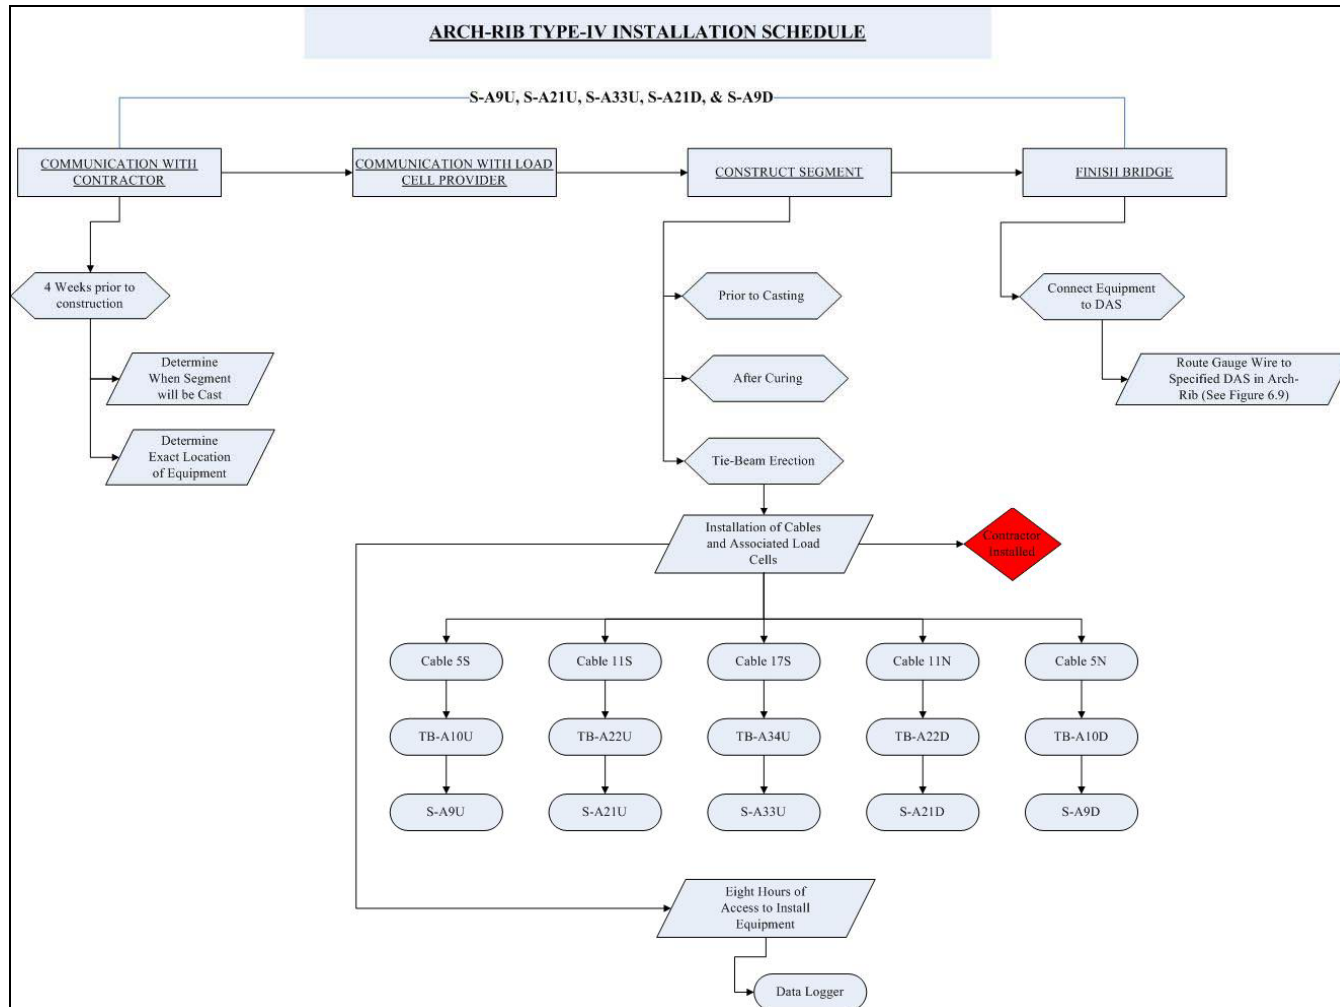 ARCH-RIB TYPE-IV INSTALLATION SCHEDULE
S-A9U, S-A21U, S-A33U, S-A21D, & S-A9D
COMMUNICATION WITH
CONTRACTOR
COMMUNICATION WITH LOAD
CELL PROVIDER
CONSTRUCT SEGMENT
FINISH BRIDGE
4 Weeks prior to
construction
Determine
When Segment
will be Cast
Determine
Exact Location
of Equipment
Prior to Casting
After Curing
Tie-Beam Erection
Connect Equipment
to DAS
Route Gauge Wire to
Specified DAS in Arch-
Rib (See Figure 6.9)
Installation of Cables
and Associated Load
Cells
Contractor
Installed
Cable 5S
Cable 11S
Cable 17S
Cable 11N
Cable 5N
TB-A10U
TB-A22U
TB-A34U
TB-A22D
TB-A10D
S-A9U
S-A21U
S-A33U
S-A21D
S-A9D
Eight Hours of
Access to Install
Equipment
Data Logger